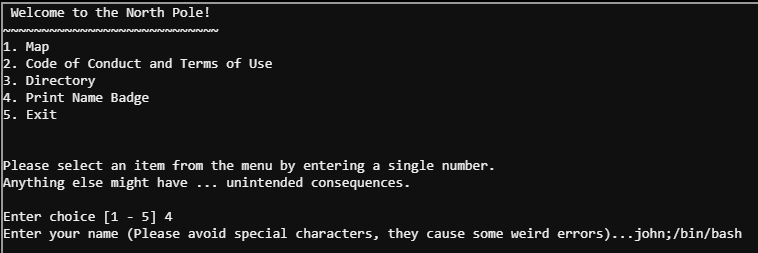 Welcome to the North Pole!
~~~~~~~~~~~~~~~~~~~~~~~~~~~~
1. Map
2. Code of Conduct and Terms of Use
3. Directory
4. Print Name Badge
5. Exit
Please select an item from the menu by entering a single number.
Anything else might have ... unintended consequences.
Enter choice [1 - 5] 4
Enter your name (Please avoid special characters, they cause some weird errors)...john;/bin/bash